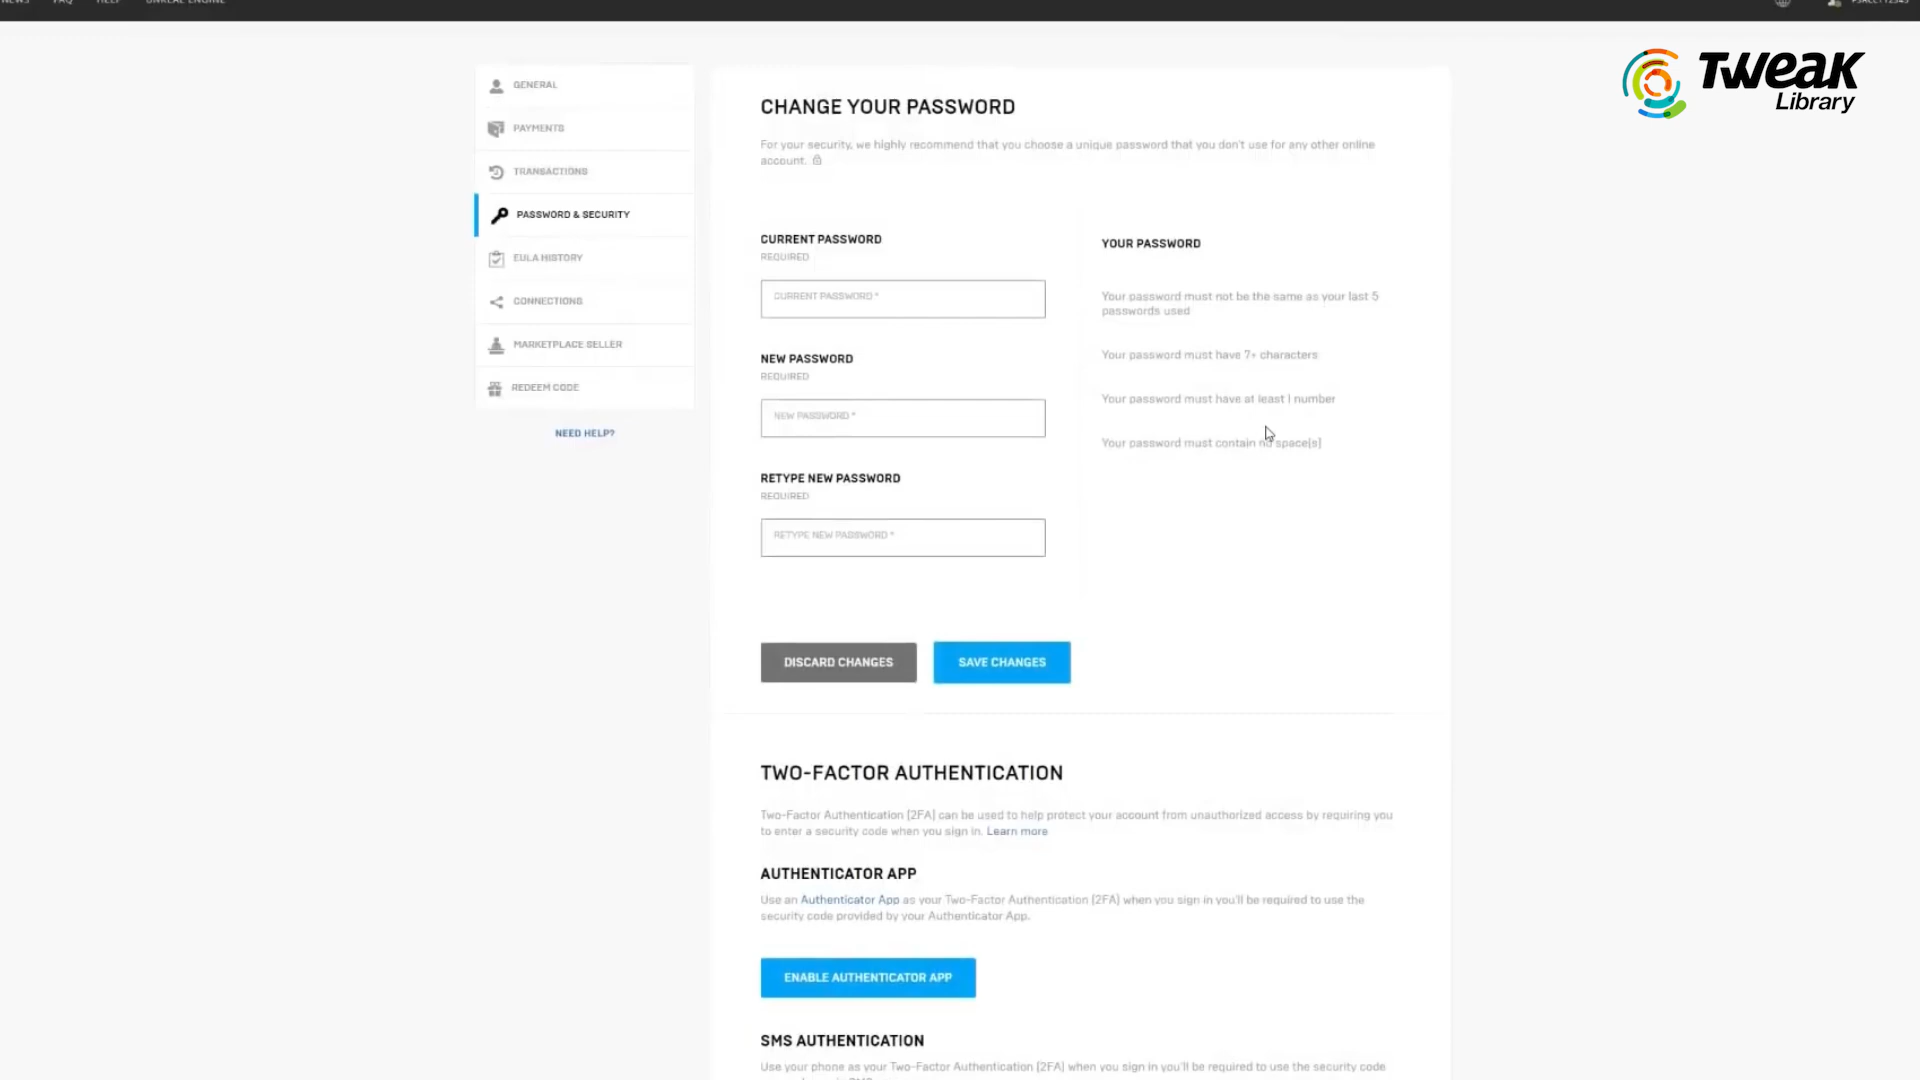 NEWS FAQ HELP UNREAL ENGINE
TWEAK
Library
GENERAL
PAYMENTS
TRANSACTIONS
PASSWORD & SECURITY
EULA HISTORY
CONNECTIONS
MARKETPLACE SELLER
REDEEM CODE
NEED HELP?
CHANGE YOUR PASSWORD
For your security, we highly recommend that you choose a unique password that you don't use for any other online
account.
CURRENT PASSWORD
REQUIRED
CURRENT PASSWORD *
NEW PASSWORD
REQUIRED
NEW PASSWORD *
RETYPE NEW PASSWORD
REQUIRED
RETYPE NEW PASSWORD *
YOUR PASSWORD
Your password must not be the same as your last 5
passwords used
Your password must have 7+ characters
Your password must have at least 1 number
Your password must contain no space(s)
DISCARD CHANGES
SAVE CHANGES
TWO-FACTOR AUTHENTICATION
Two-Factor Authentication (2FA) can be used to help protect your account from unauthorized access by requiring you
to enter a security code when you sign in. Learn more
AUTHENTICATOR APP
Use an Authenticator App as your Two-Factor Authentication (2FA) when you sign in you'll be required to use the
security code provided by your Authenticator App.
ENABLE AUTHENTICATOR APP
SMS AUTHENTICATION
Use your phone as your Two-Factor Authentication (2FA) when you sign in you'll be required to use the security code